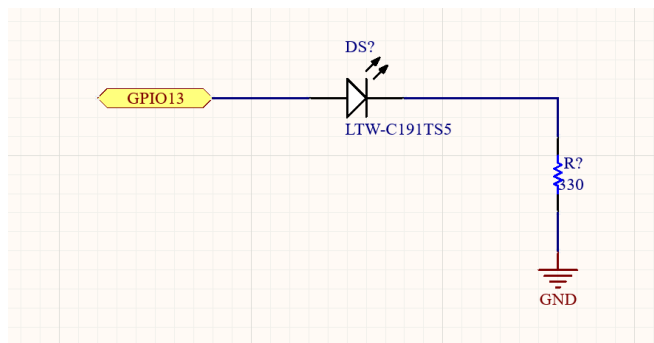 DS?
GPIO13
LTW-C191TS5
R?
330
GND